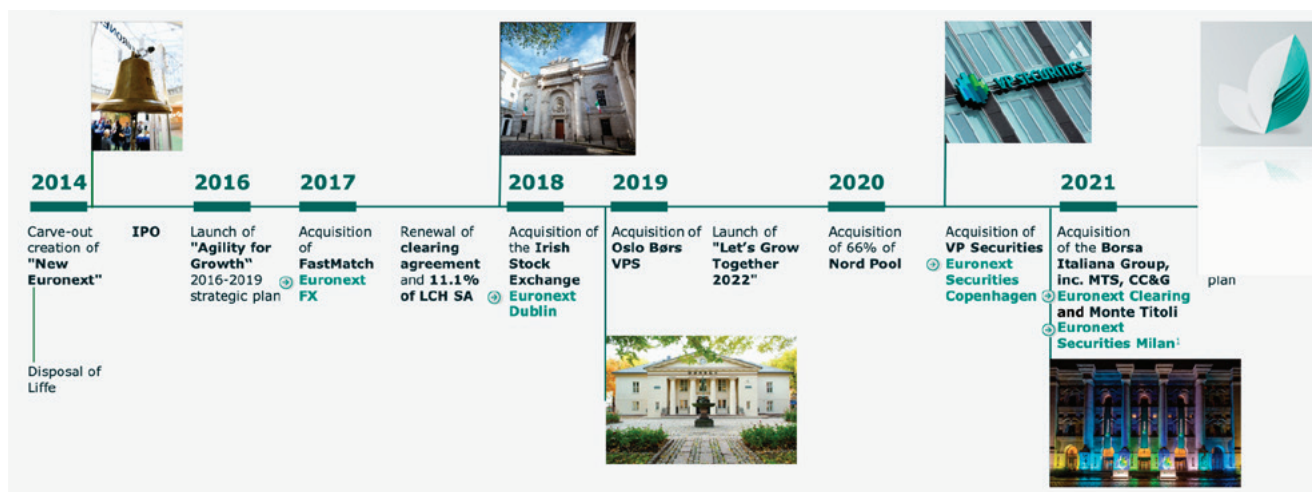 2014
2016
2017
2018
2019
2020
2021
Carve-out
creation of
"New
Euronext"
Disposal of
Liffe
IPO
Launch of
"Agility for
Growth"
2016-2019
strategic plan
Acquisition
of
FastMatch
Euronext
FX
Renewal of
clearing
agreement
and 11.1%
of LCH SA
Acquisition of
the Irish
Stock
Exchange
Euronext
Dublin
Acquisition of
Oslo Børs
VPS
Launch of
"Let's Grow
Together
2022"
Acquisition
of 66% of
Nord Pool
VP SECURITIES
Acquisition of
VP Securities
Euronext
Securities
Copenhagen
Acquisition
of the Borsa
Italiana Group,
inc. MTS, CC&G
Euronext Clearing
and Monte Titoli
Euronext
Securities Milan¹
plan